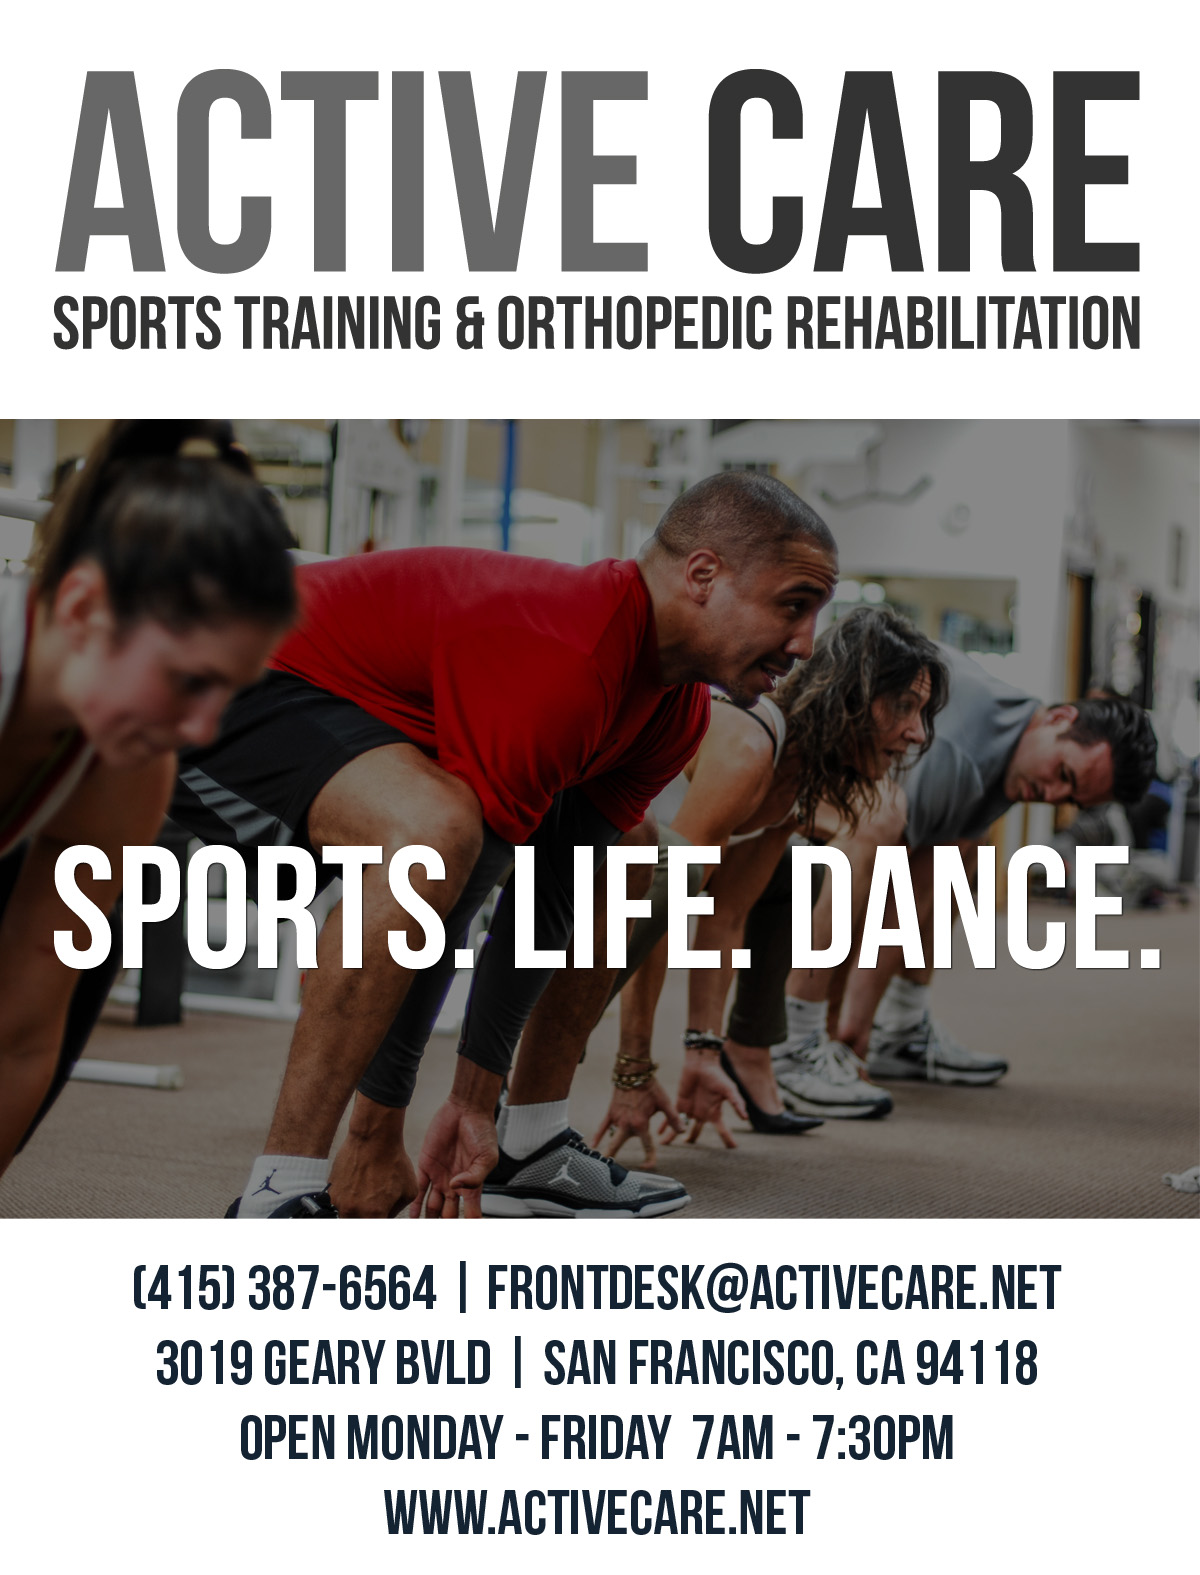 ACTIVE CARE
SPORTS TRAINING & ORTHOPEDIC REHABILITATION
SPORTS. LIFE. DANCE.
(415) 387-6564 | FRONTDESK@ACTIVECARE.NET
3019 GEARY BVLD | SAN FRANCISCO, CA 94118
OPEN MONDAY - FRIDAY 7AM - 7:30PM
WWW.ACTIVECARE.NET